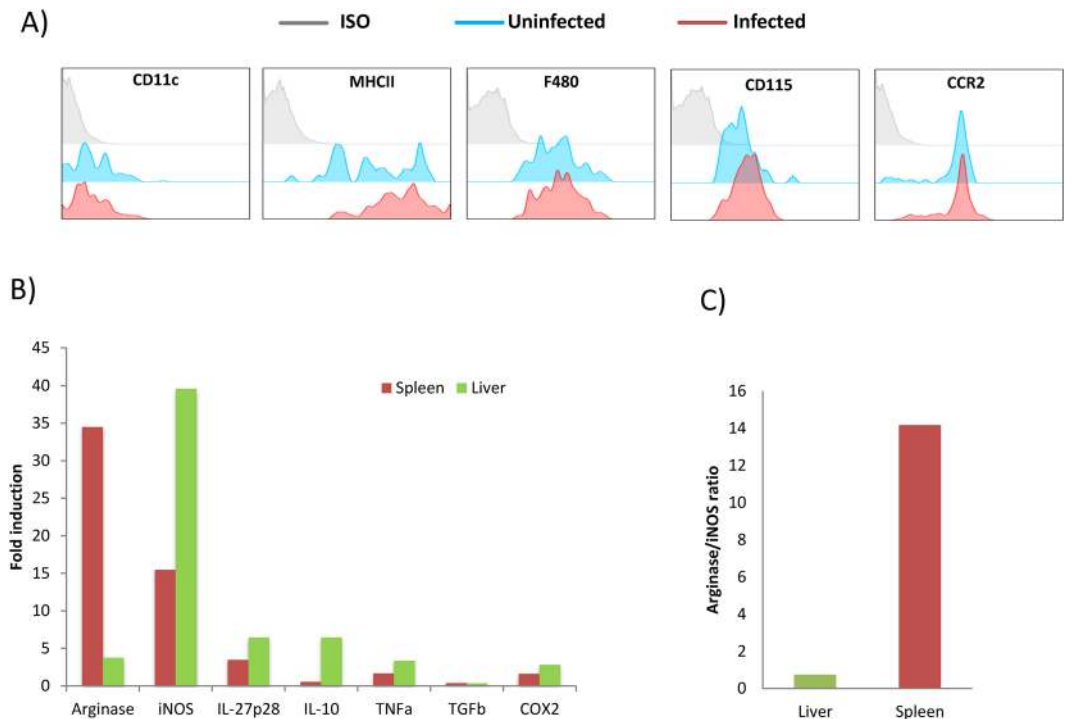 A)
ISO Uninfected Infected
CD11c MHCII F480 CD115 CCR2
B)
C)
45
40
35
30
25
20
15
10
5
0
Fold induction
Spleen Liver
Arginase iNOS IL-27p28 IL-10 TNFa TGFb COX2
16
14
12
10
8
6
4
2
0
Arginase/iNOS ratio
Liver Spleen